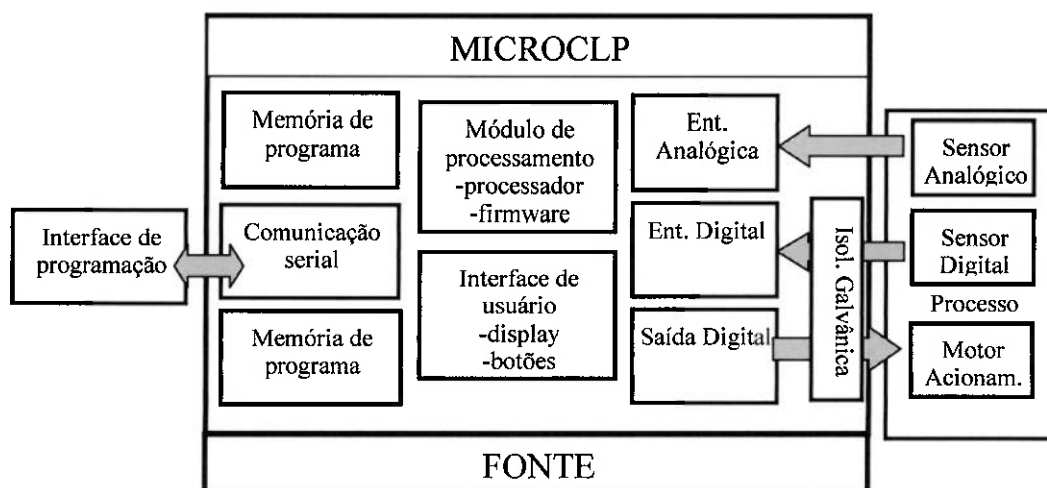 MICROCLP
Memória de
programa
Módulo de
processamento
-processador
-firmware
Ent.
Analógica
Sensor
Analógico
Interface de
programação
Comunicação
serial
Ent. Digital
Isol. Galvânica
Sensor
Digital
Interface de
usuário
-display
-botões
Processo
Memória de
programa
Saída Digital
Motor
Acionam.
FONTE